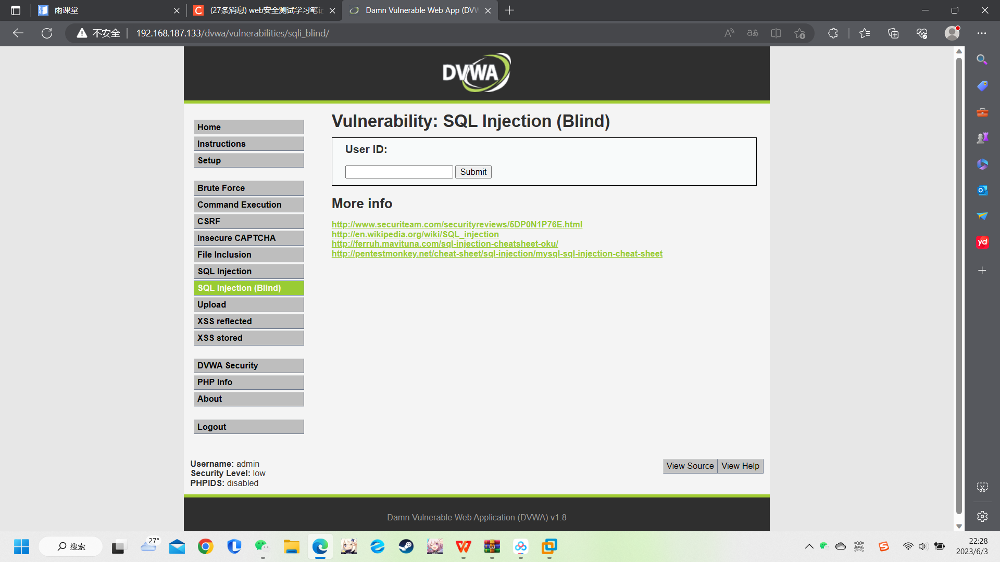 雨课堂
(27条消息) web安全测试学习笔记
Damn Vulnerable Web App (DVW
不安全
192.168.187.133/dvwa/vulnerabilities/sqli_blind/
DVWA
Home
Instructions
Setup
Brute Force
Command Execution
CSRF
Insecure CAPTCHA
File Inclusion
SQL Injection
SQL Injection (Blind)
Upload
XSS reflected
XSS stored
DVWA Security
PHP Info
About
Logout
Vulnerability: SQL Injection (Blind)
User ID:
Submit
More info
http://www.securiteam.com/securityreviews/5DP0N1P76E.html
http://en.wikipedia.org/wiki/SQL_injection
http://ferruh.mavituna.com/sql-injection-cheatsheet-oku/
http://pentestmonkey.net/cheat-sheet/sql-injection/mysql-sql-injection-cheat-sheet
Username: admin
Security Level: low
PHPIDS: disabled
View Source
View Help
Damn Vulnerable Web Application (DVWA) v1.8
yd
搜索
27°
英
22:28
2023/6/3